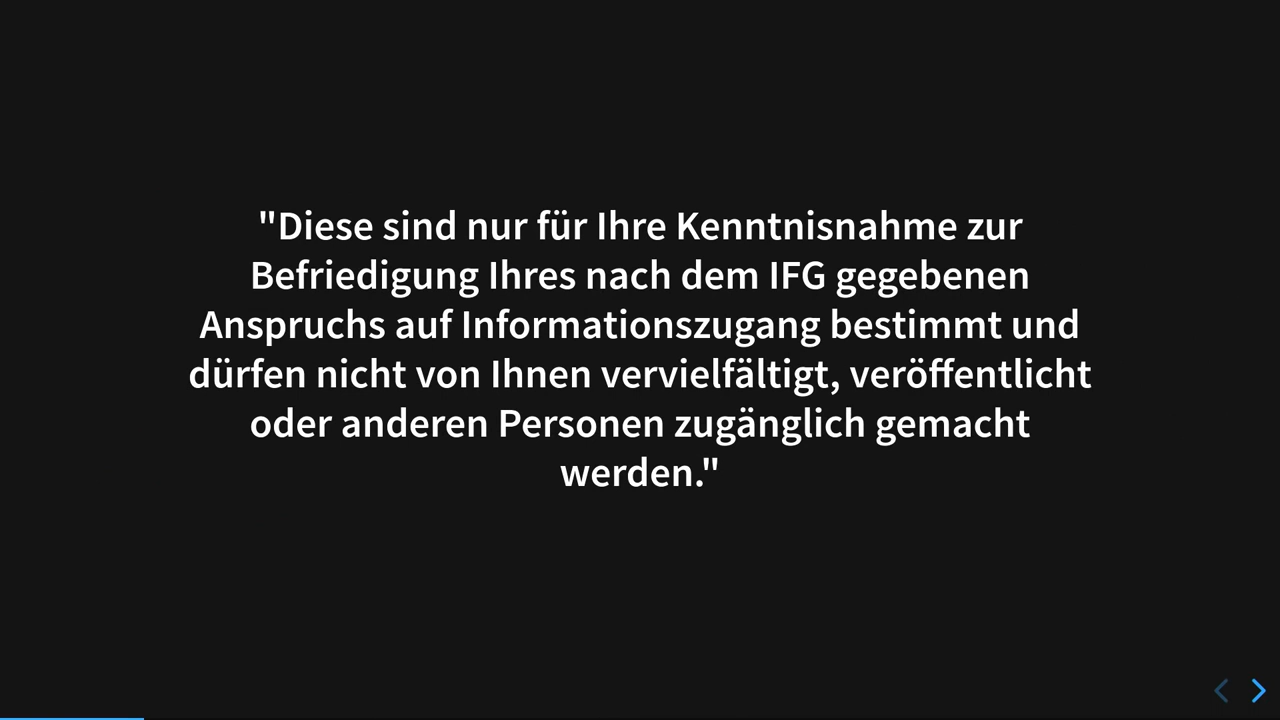 "Diese sind nur für Ihre Kenntnisnahme zur
Befriedigung Ihres nach dem IFG gegebenen
Anspruchs auf Informationszugang bestimmt und
dürfen nicht von Ihnen vervielfältigt, veröffentlicht
oder anderen Personen zugänglich gemacht
werden."